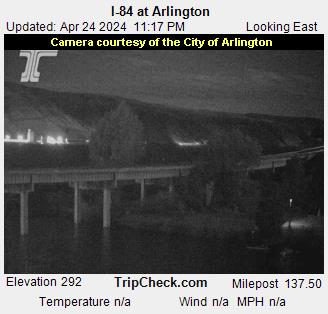 I-84 at Arlington
Updated: Apr 24 2024 11:17 PM Looking East
Camera courtesy of the City of Arlington
Elevation 292 TripCheck.com Milepost 137.50
Temperature n/a Wind n/a MPH n/a